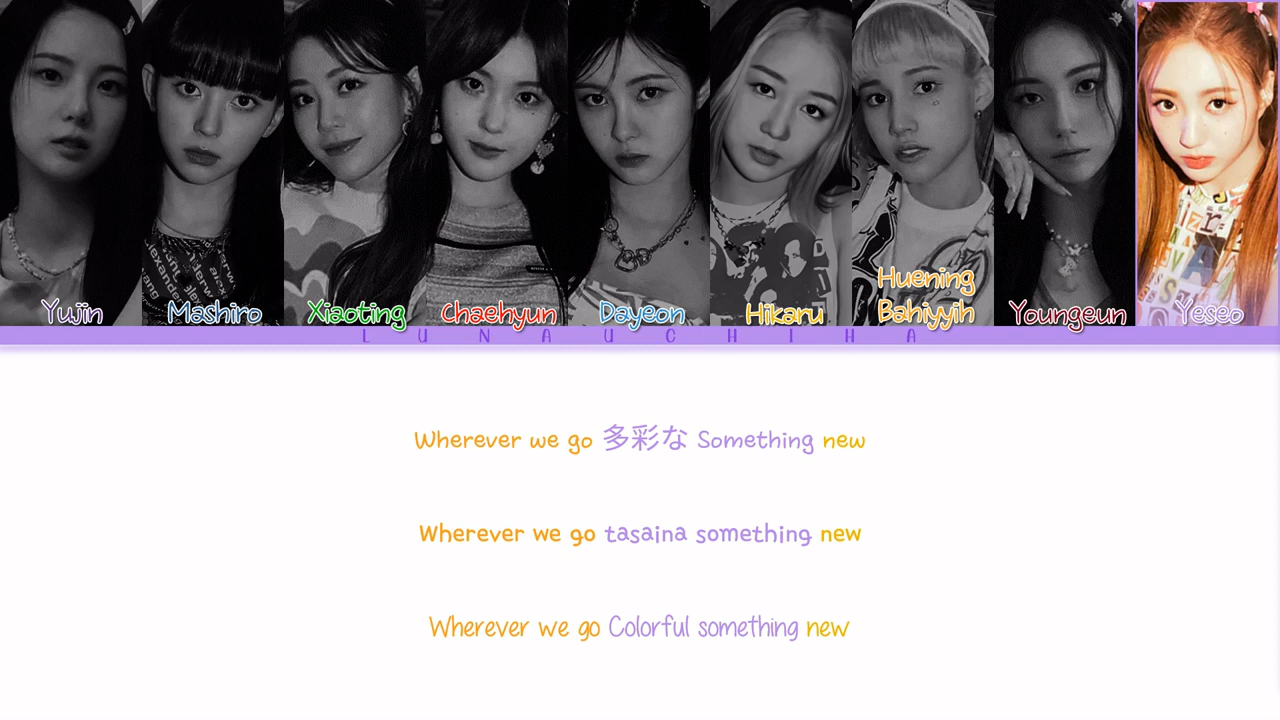 Yujin
Mashiro
Xiaoting
Chaehyun
Dayeon
Hikaru
Huening
Bahiyyih
Youngeun
Yeseo
LUNAUCHIHA
Wherever we go 多彩な Something new
Wherever we go tasaina something new
Wherever we go Colorful something new